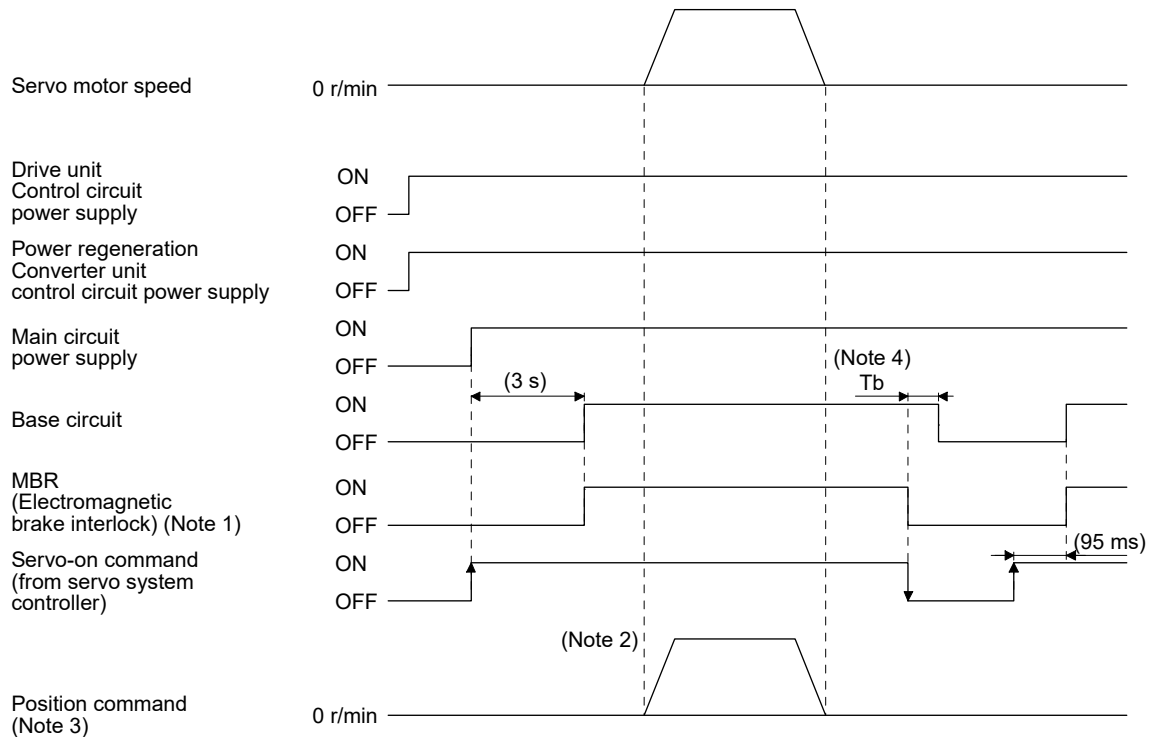 Servo motor speed
0 r/min
Drive unit
Control circuit
power supply
ON
OFF
Power regeneration
Converter unit
control circuit power supply
ON
OFF
Main circuit
power supply
ON
OFF
(3 s)
(Note 4)
Tb
Base circuit
ON
OFF
MBR
(Electromagnetic
brake interlock) (Note 1)
ON
OFF
(95 ms)
Servo-on command
(from servo system
controller)
ON
OFF
(Note 2)
Position command
(Note 3)
0 r/min